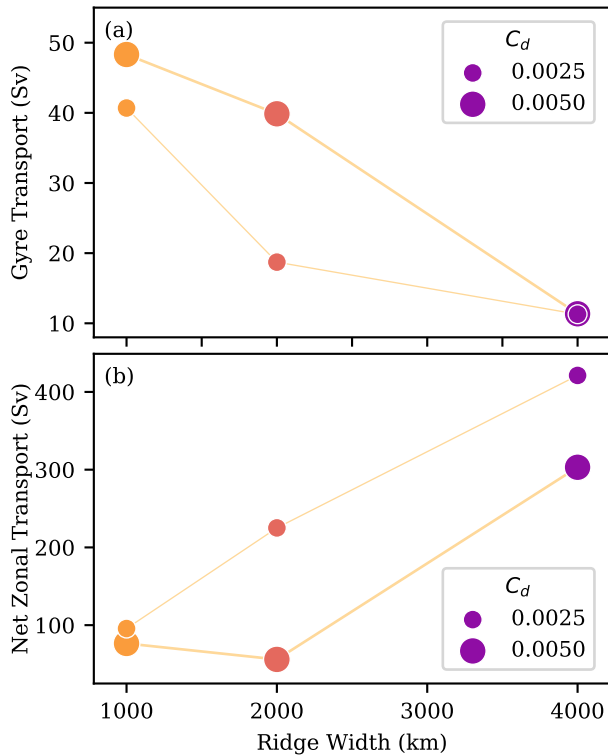 (a)
Gyre Transport (Sv)
50
40
30
20
10
C_d
0.0025
0.0050
(b)
Net Zonal Transport (Sv)
400
300
200
100
C_d
0.0025
0.0050
1000 2000 3000 4000
Ridge Width (km)